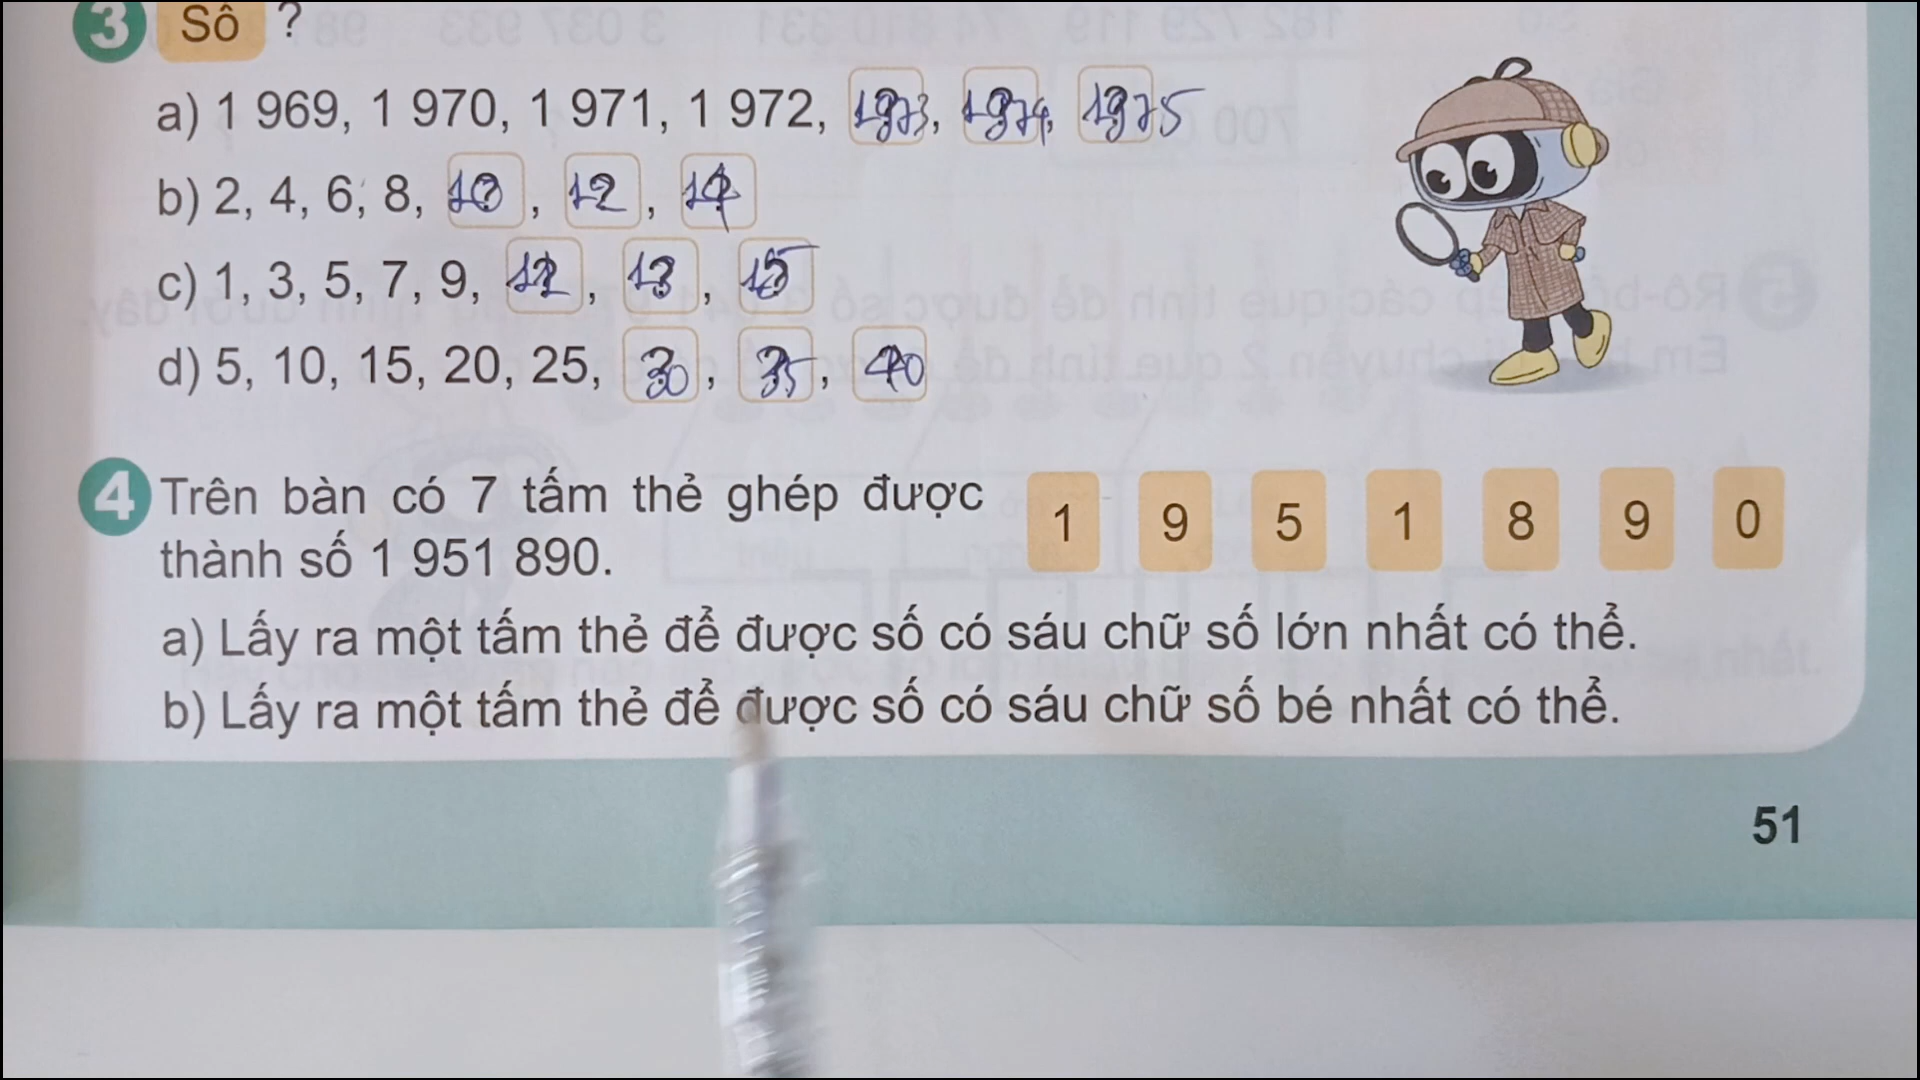 3 Số ?
a) 1 969, 1 970, 1 971, 1 972, 1973, 1974, 1975
b) 2, 4, 6, 8, 10, 12, 14
c) 1, 3, 5, 7, 9, 11, 13, 15
d) 5, 10, 15, 20, 25, 30, 35, 40
4 Trên bàn có 7 tấm thẻ ghép được
thành số 1 951 890.
1 9 5 1 8 9 0
a) Lấy ra một tấm thẻ để được số có sáu chữ số lớn nhất có thể.
b) Lấy ra một tấm thẻ để được số có sáu chữ số bé nhất có thể.
51